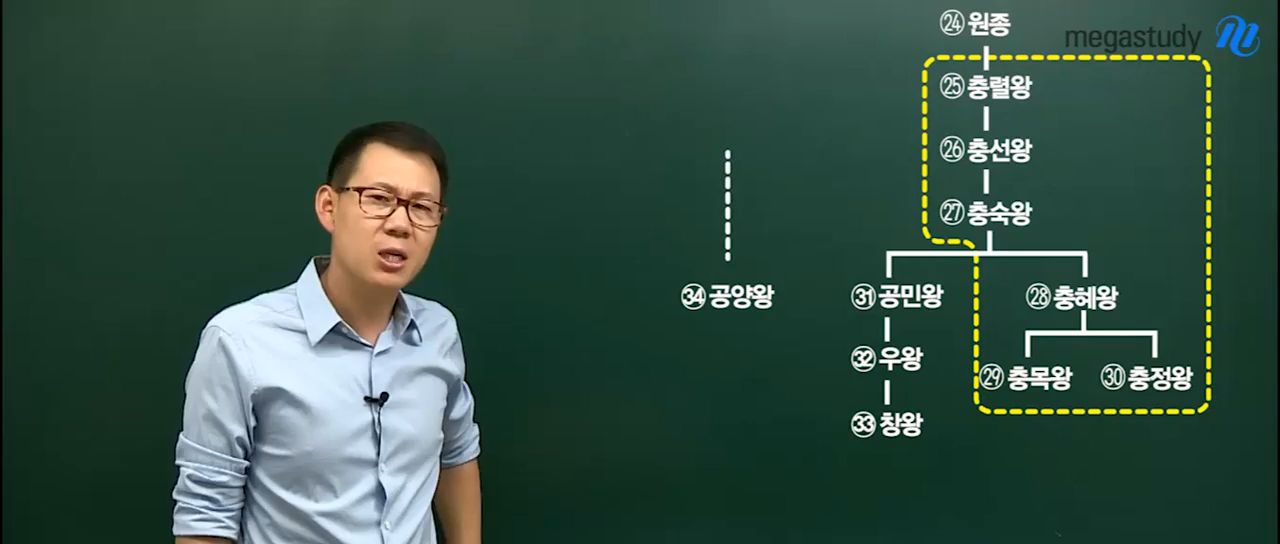 ㉔ 원종
megastudy
㉕ 충렬왕
㉖ 충선왕
㉗ 충숙왕
㉞ 공양왕
㉛ 공민왕
㉘ 충혜왕
㉜ 우왕
㉙ 충목왕
㉚ 충정왕
㉝ 창왕